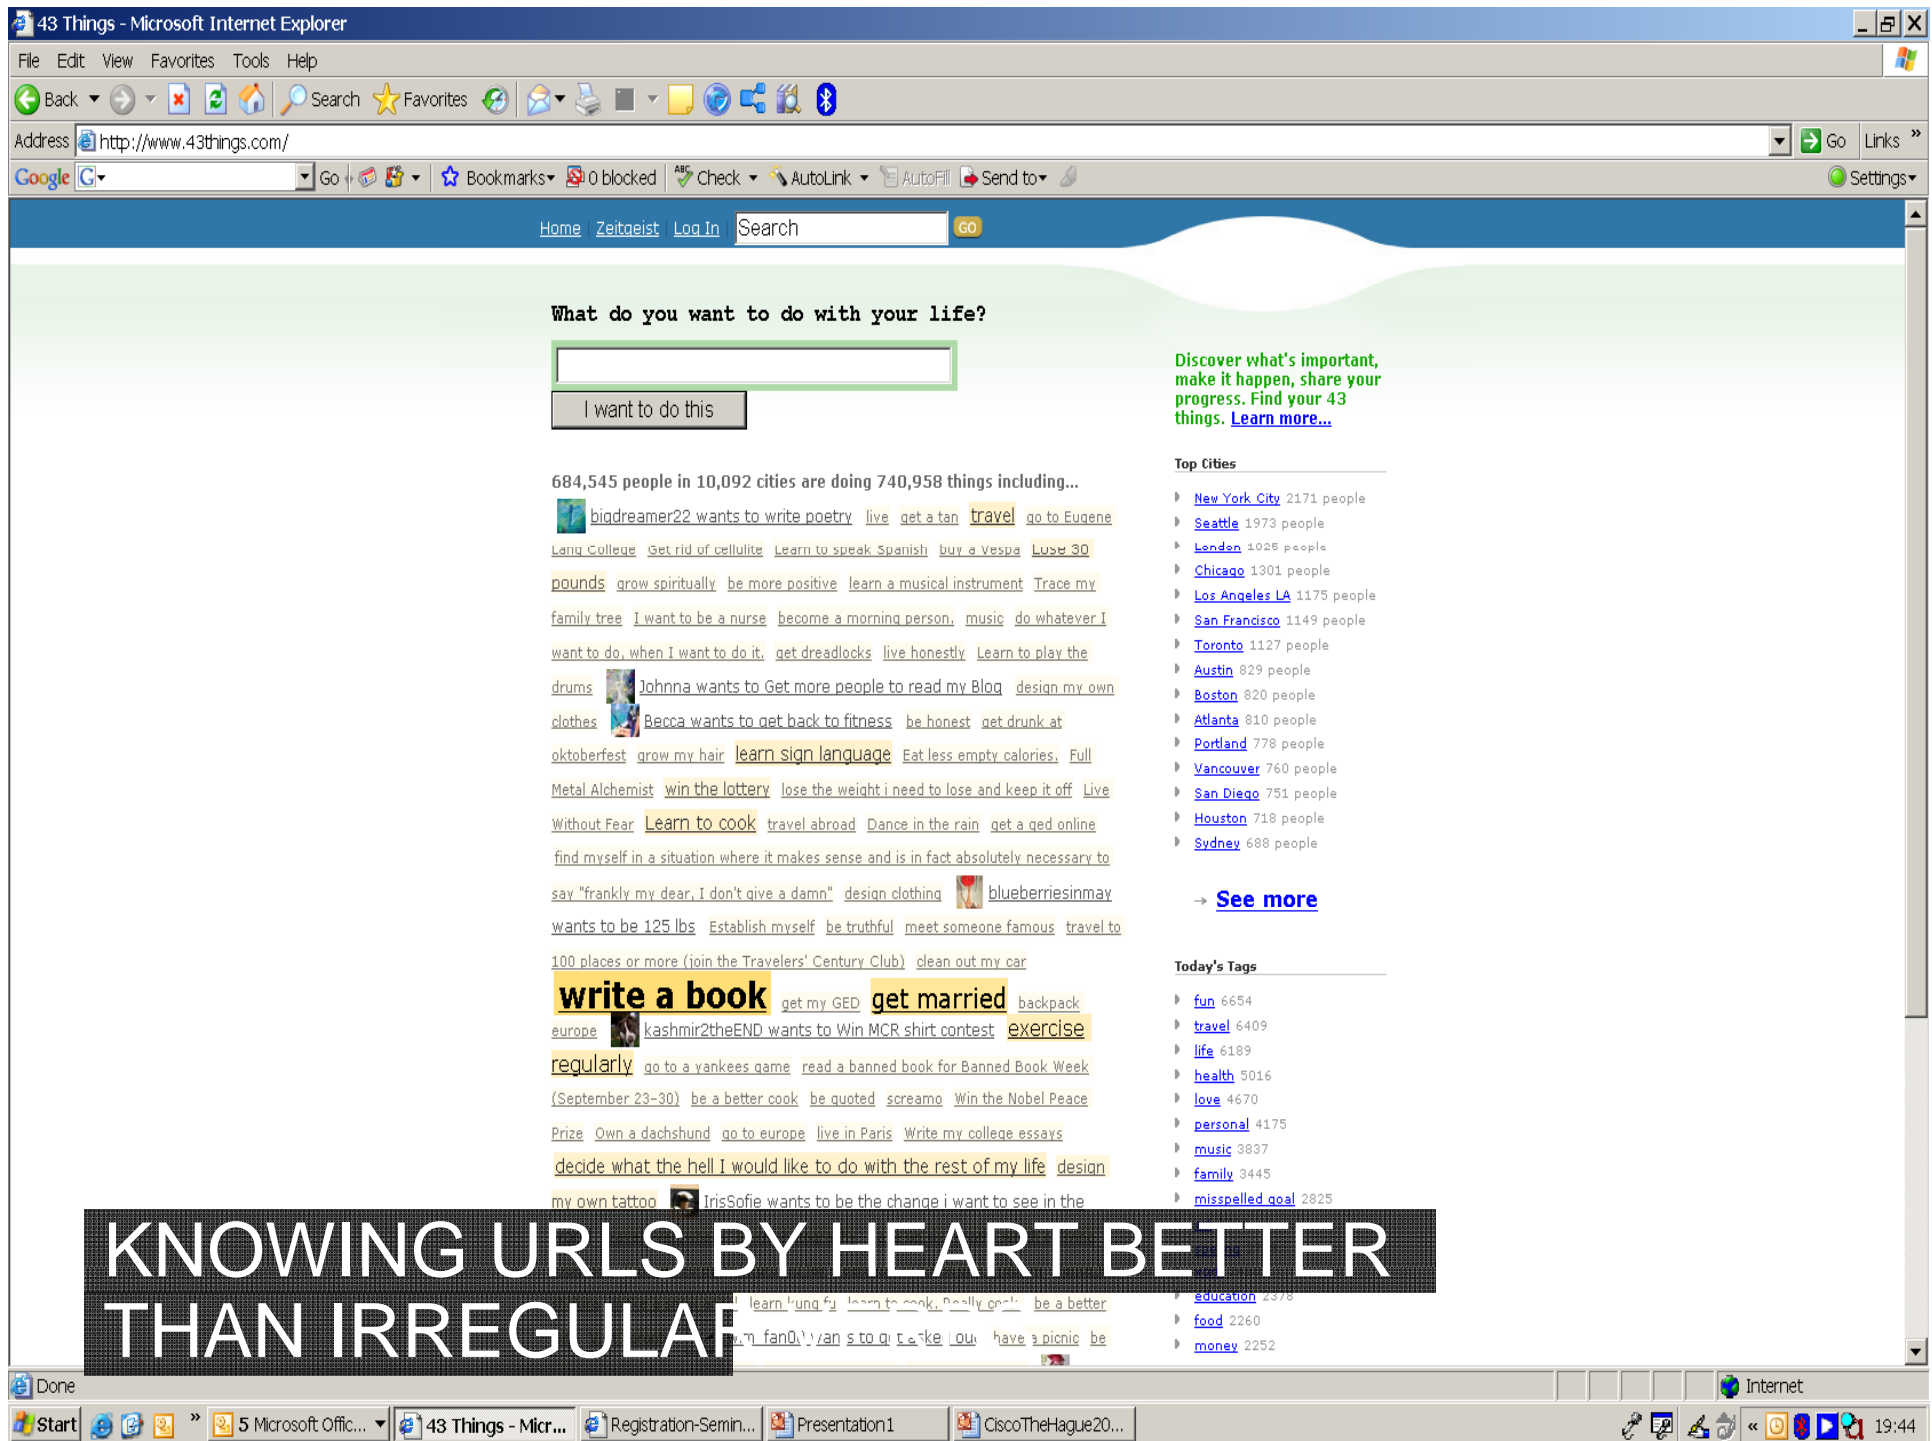 43 Things - Microsoft Internet Explorer
File Edit View Favorites Tools Help
Back Search Favorites
Address http://www.43things.com/ Go Links »
Google G Go Bookmarks 0 blocked ABC Check AutoLink AutoFill Send to Settings
Home | Zeitgeist | Log In | Search GO
What do you want to do with your life?
I want to do this
684,545 people in 10,092 cities are doing 740,958 things including...
bigdreamer22 wants to write poetry live get a tan travel go to Eugene
Lang College Get rid of cellulite Learn to speak Spanish buy a Vespa Lose 30
pounds grow spiritually be more positive learn a musical instrument Trace my
family tree I want to be a nurse become a morning person. music do whatever I
want to do, when I want to do it. get dreadlocks live honestly Learn to play the
drums Johnna wants to Get more people to read my Blog design my own
clothes Becca wants to get back to fitness be honest get drunk at
oktoberfest grow my hair learn sign language Eat less empty calories. Full
Metal Alchemist win the lottery lose the weight i need to lose and keep it off Live
Without Fear Learn to cook travel abroad Dance in the rain get a ged online
find myself in a situation where it makes sense and is in fact absolutely necessary to
say "frankly my dear, I don't give a damn" design clothing blueberriesinmay
wants to be 125 lbs Establish myself be truthful meet someone famous travel to
100 places or more (join the Travelers' Century Club) clean out my car
write a book get my GED get married backpack
europe kashmir2theEND wants to Win MCR shirt contest exercise
regularly go to a yankees game read a banned book for Banned Book Week
(September 23-30) be a better cook be quoted screamo Win the Nobel Peace
Prize Own a dachshund go to europe live in Paris Write my college essays
decide what the hell I would like to do with the rest of my life design
my own tattoo IrisSofie wants to be the change i want to see in the
learn kung fu learn to cook. Really cook. be a better
have a picnic be
Discover what's important,
make it happen, share your
progress. Find your 43
things. Learn more...
Top Cities
New York City 2171 people
Seattle 1973 people
London 1025 people
Chicago 1301 people
Los Angeles LA 1175 people
San Francisco 1149 people
Toronto 1127 people
Austin 829 people
Boston 820 people
Atlanta 810 people
Portland 778 people
Vancouver 760 people
San Diego 751 people
Houston 718 people
Sydney 688 people
→ See more
Today's Tags
fun 6654
travel 6409
life 6189
health 5016
love 4670
personal 4175
music 3837
family 3445
misspelled goal 2825
education 2378
food 2260
money 2252
KNOWING URLS BY HEART BETTER
THAN IRREGULAR
Done Internet
Start » 5 Microsoft Offic... 43 Things - Micr... Registration-Semin... Presentation1 CiscoTheHague20... « 19:44